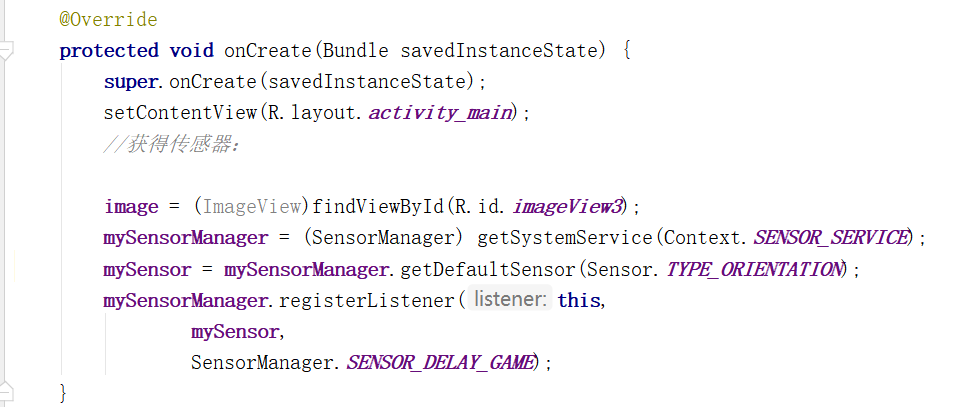 @Override
protected void onCreate(Bundle savedInstanceState) {
super.onCreate(savedInstanceState);
setContentView(R.layout.activity_main);
//获得传感器:
image = (ImageView)findViewById(R.id.imageView3);
mySensorManager = (SensorManager) getSystemService(Context.SENSOR_SERVICE);
mySensor = mySensorManager.getDefaultSensor(Sensor.TYPE_ORIENTATION);
mySensorManager.registerListener( listener: this,
mySensor,
SensorManager.SENSOR_DELAY_GAME);
}